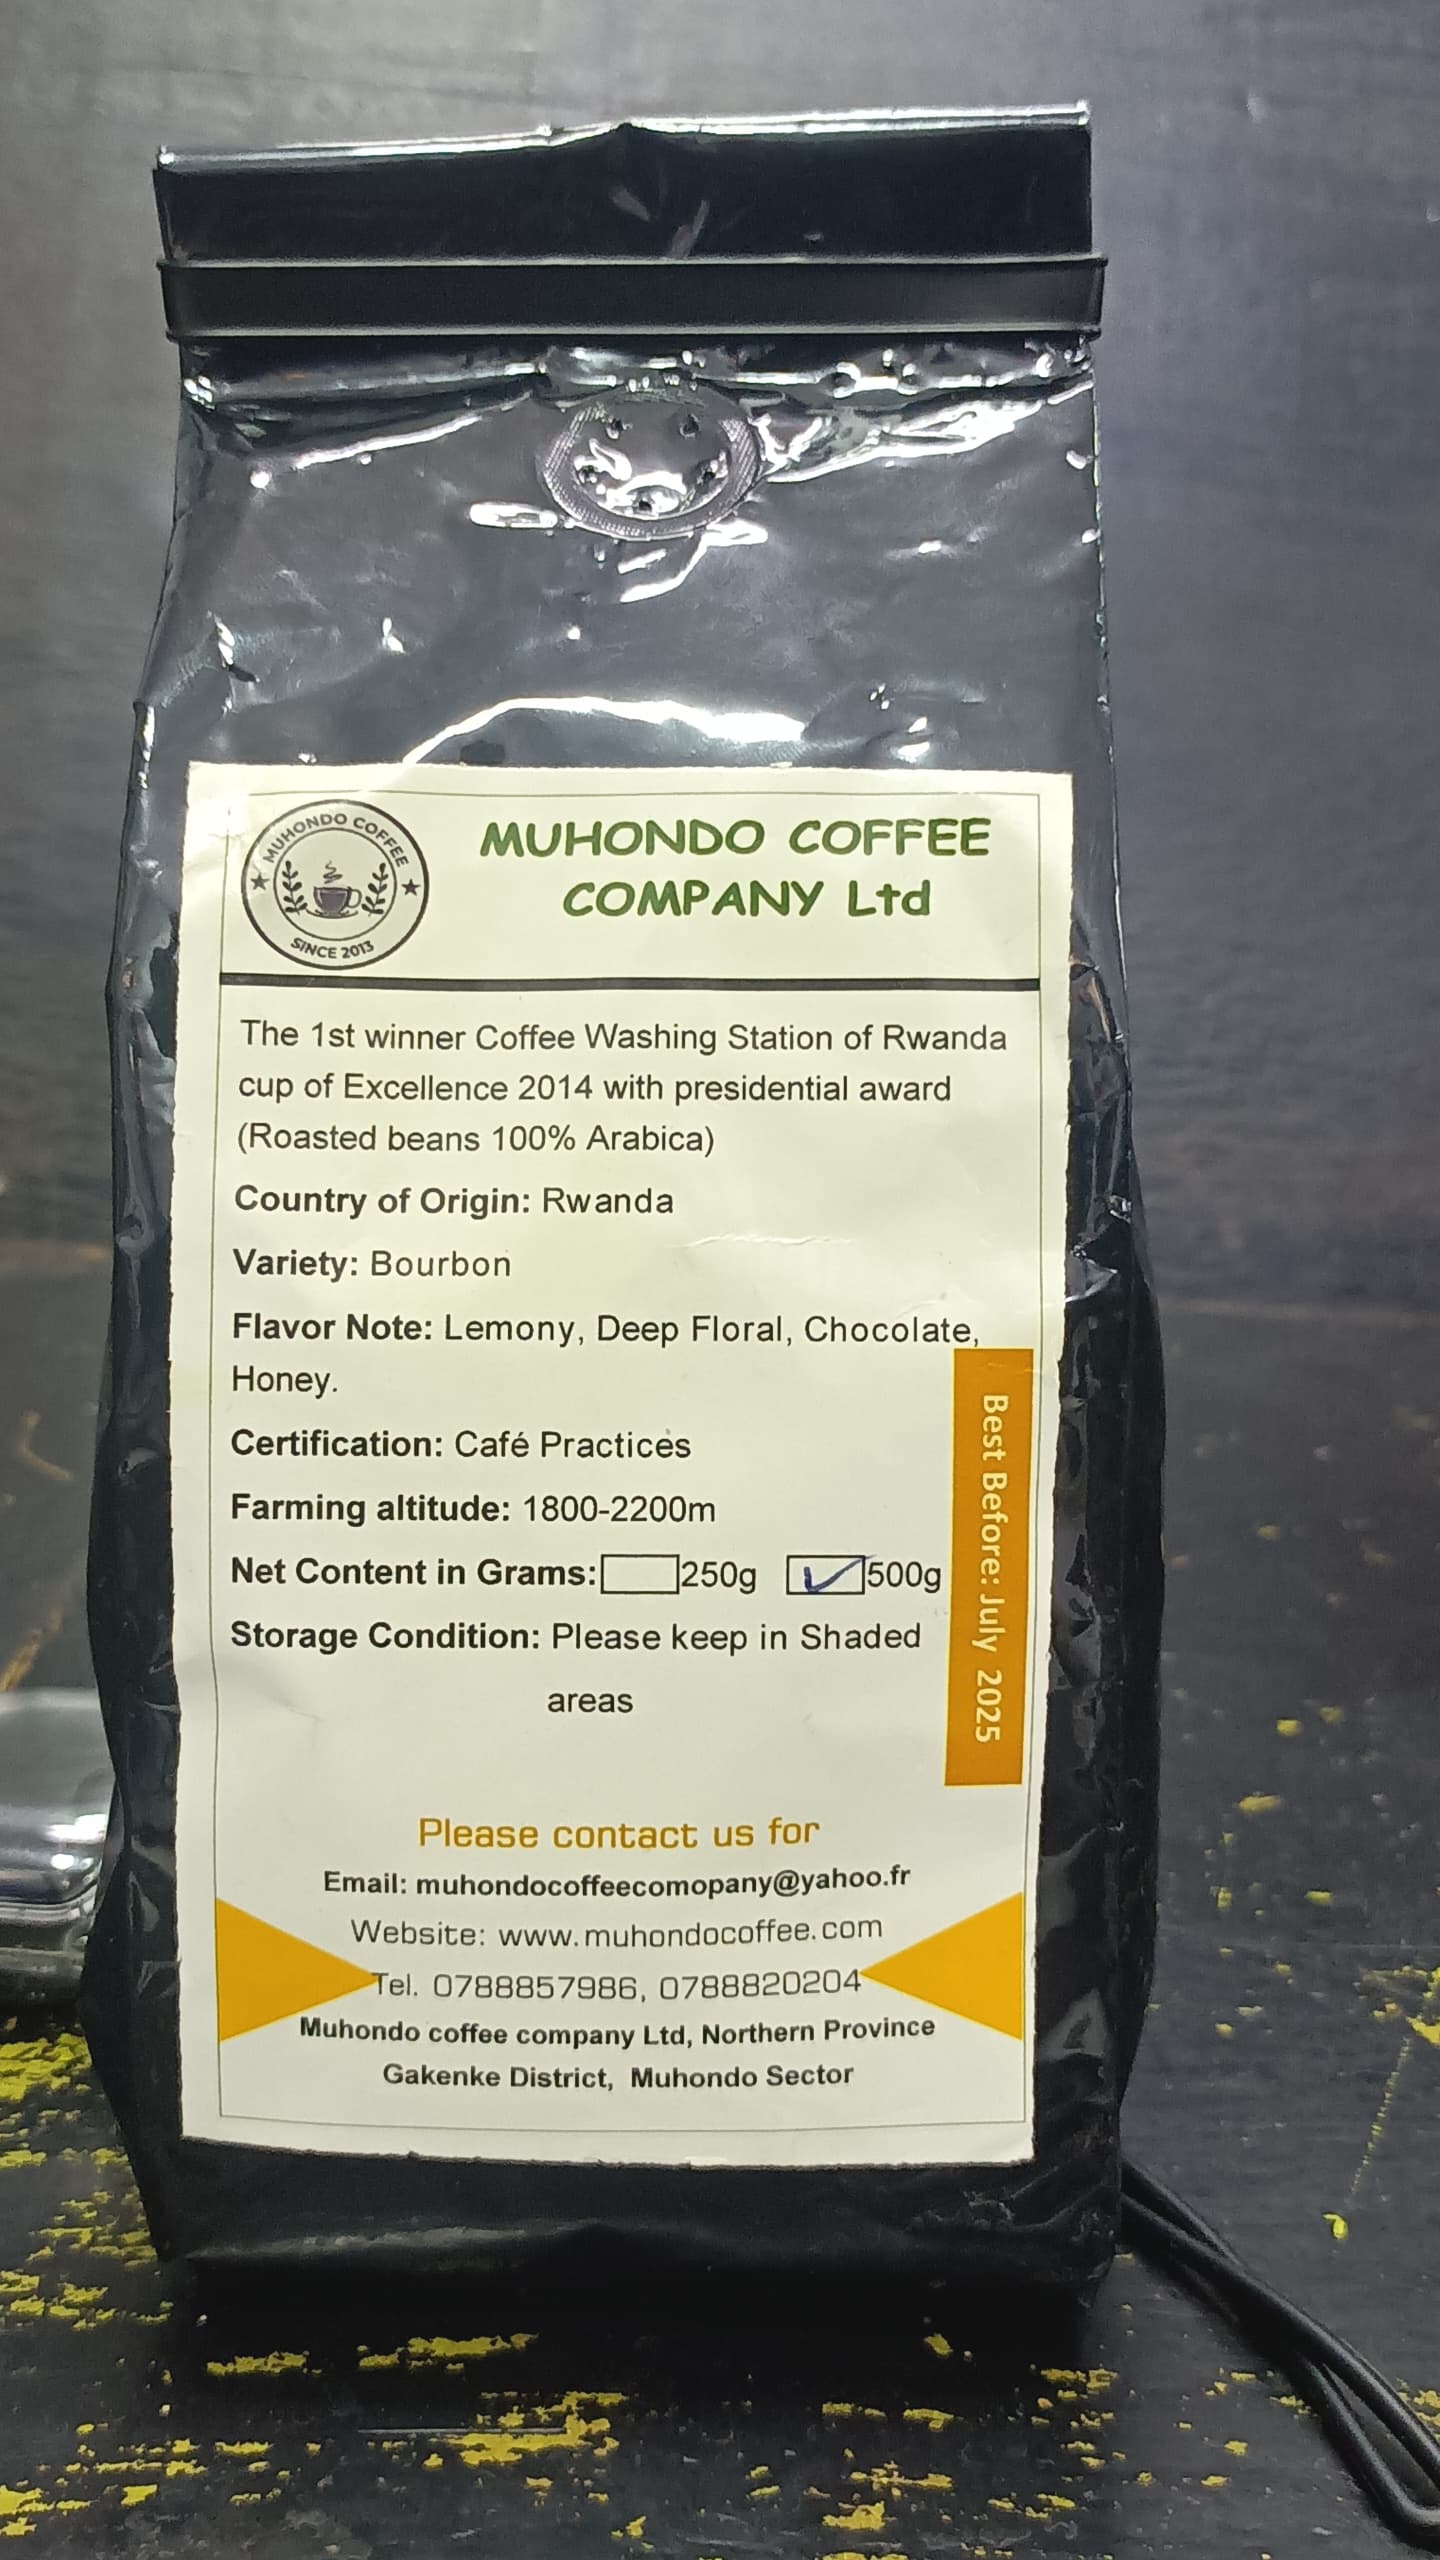 MUHONDO COFFEE
SINCE 2013
MUHONDO COFFEE
COMPANY Ltd
The 1st winner Coffee Washing Station of Rwanda
cup of Excellence 2014 with presidential award
(Roasted beans 100% Arabica)
Country of Origin: Rwanda
Variety: Bourbon
Flavor Note: Lemony, Deep Floral, Chocolate,
Honey.
Certification: Café Practices
Farming altitude: 1800-2200m
Net Content in Grams: 250g 500g
Storage Condition: Please keep in Shaded
areas
Best Before: July 2025
Please contact us for
Email: muhondocoffeecomopany@yahoo.fr
Website: www.muhondocoffee.com
Tel. 0788857986, 0788820204
Muhondo coffee company Ltd, Northern Province
Gakenke District, Muhondo Sector